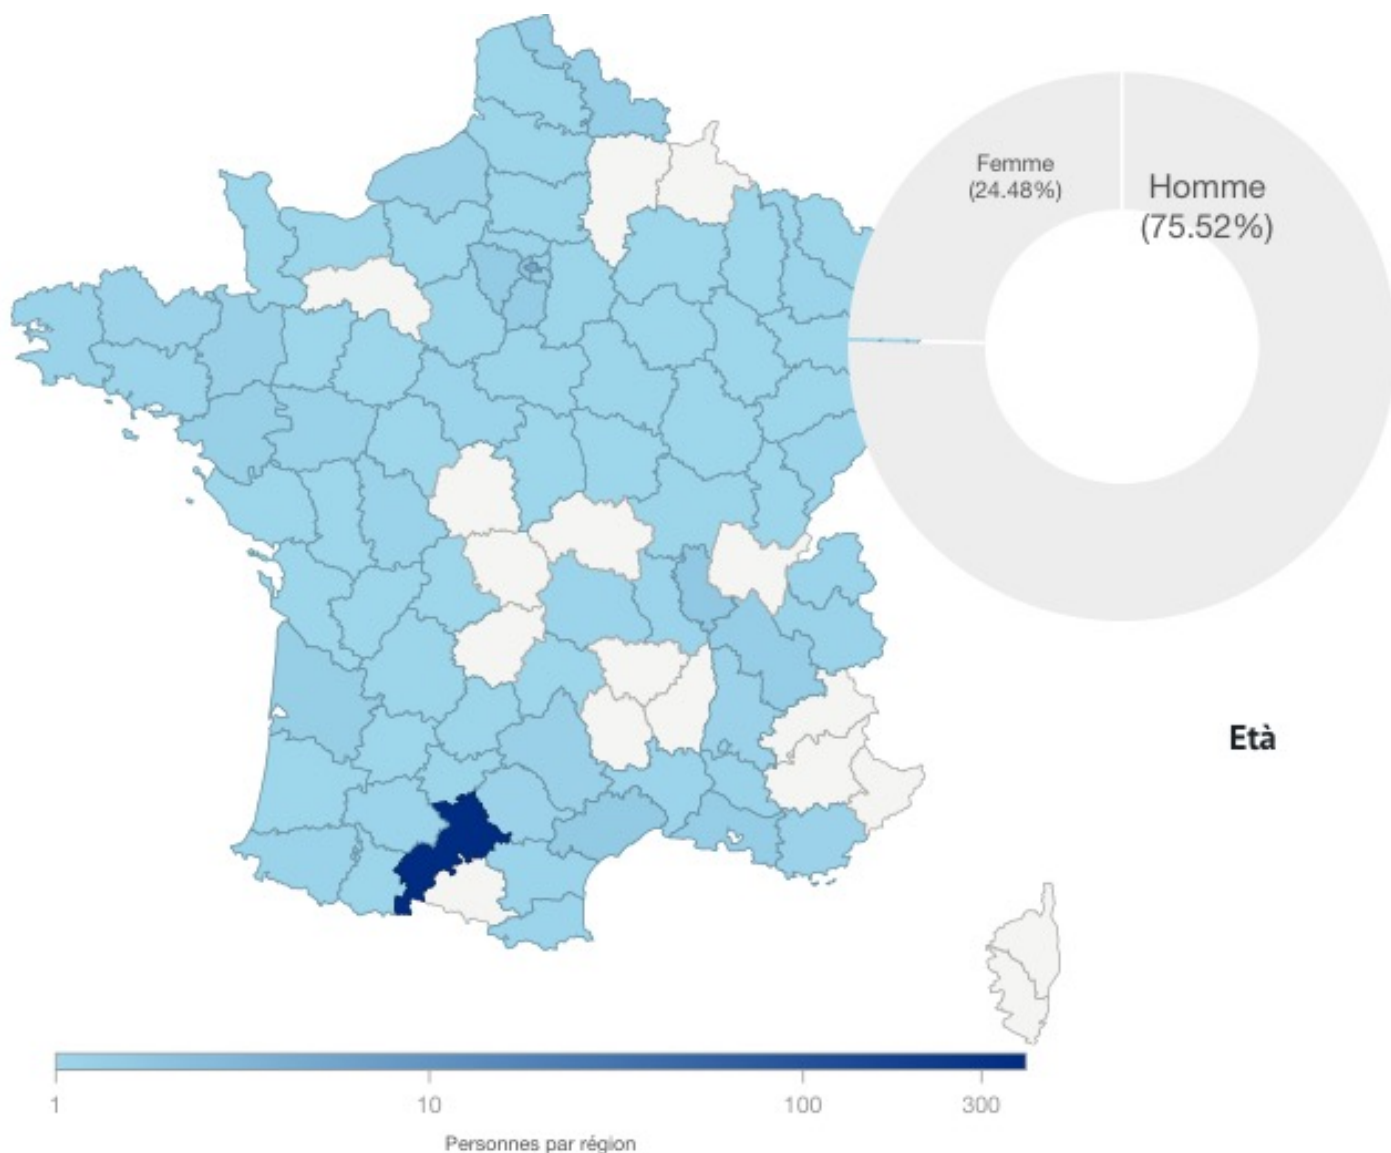 Femme
(24.48%)
Homme
(75.52%)
Età
1 10 100 300
Personnes par région